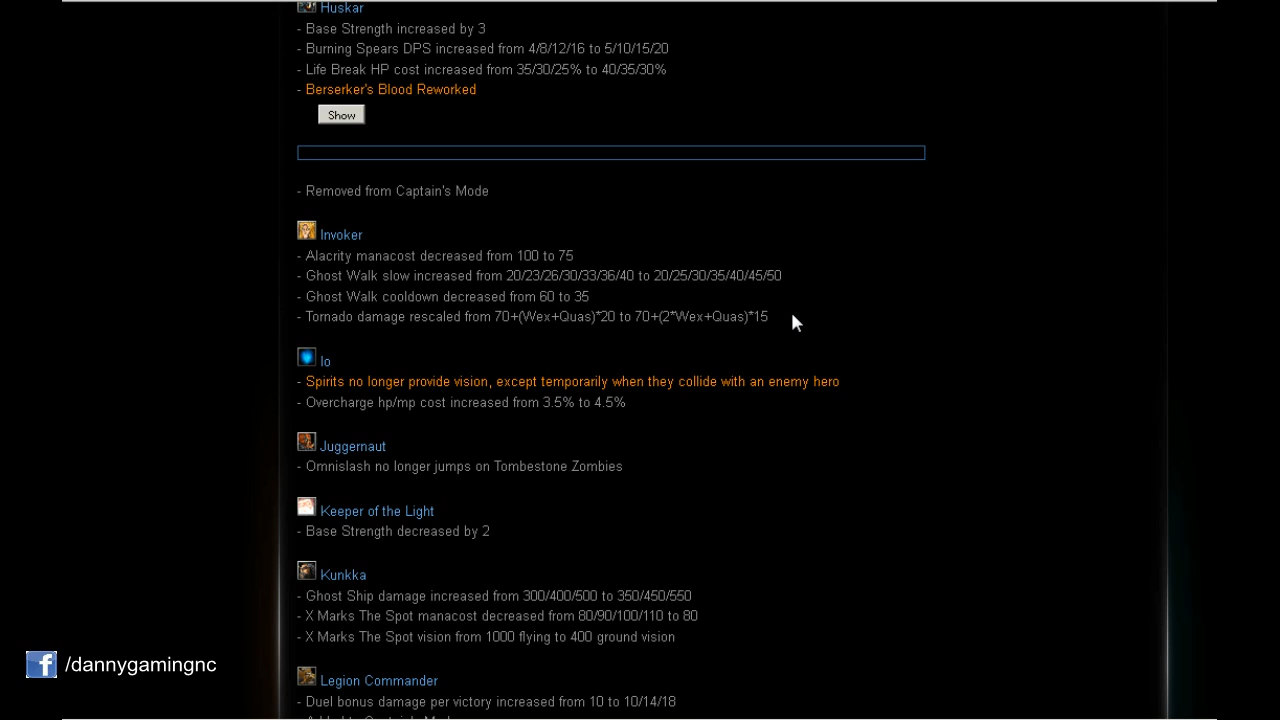 Huskar
- Base Strength increased by 3
- Burning Spears DPS increased from 4/8/12/16 to 5/10/15/20
- Life Break HP cost increased from 35/30/25% to 40/35/30%
- Berserker's Blood Reworked
Show
- Removed from Captain's Mode
Invoker
- Alacrity manacost decreased from 100 to 75
- Ghost Walk slow increased from 20/23/26/30/33/36/40 to 20/25/30/35/40/45/50
- Ghost Walk cooldown decreased from 60 to 35
- Tornado damage rescaled from 70+(Wex+Quas)*20 to 70+(2*Wex+Quas)*15
Io
- Spirits no longer provide vision, except temporarily when they collide with an enemy hero
- Overcharge hp/mp cost increased from 3.5% to 4.5%
Juggernaut
- Omnislash no longer jumps on Tombestone Zombies
Keeper of the Light
- Base Strength decreased by 2
Kunkka
- Ghost Ship damage increased from 300/400/500 to 350/450/550
- X Marks The Spot manacost decreased from 80/90/100/110 to 80
- X Marks The Spot vision from 1000 flying to 400 ground vision
Legion Commander
- Duel bonus damage per victory increased from 10 to 10/14/18
/dannygamingnc